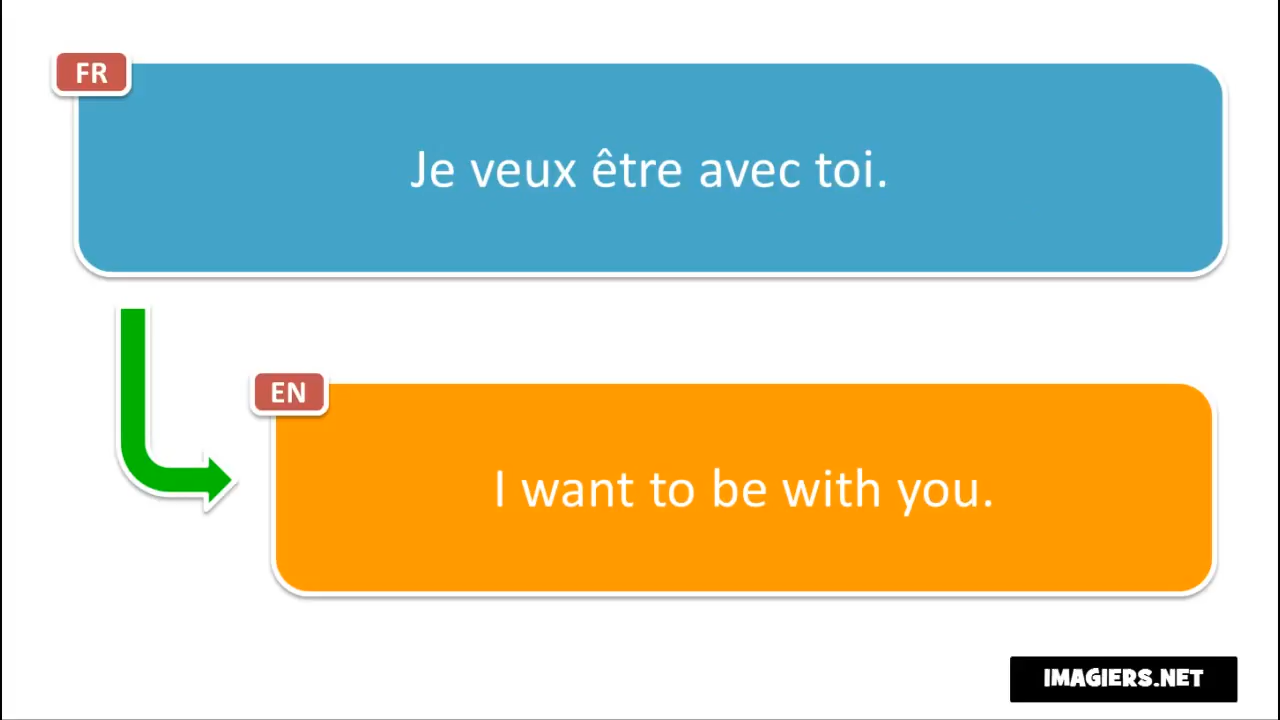 FR
Je veux être avec toi.
EN
I want to be with you.
IMAGIERS.NET